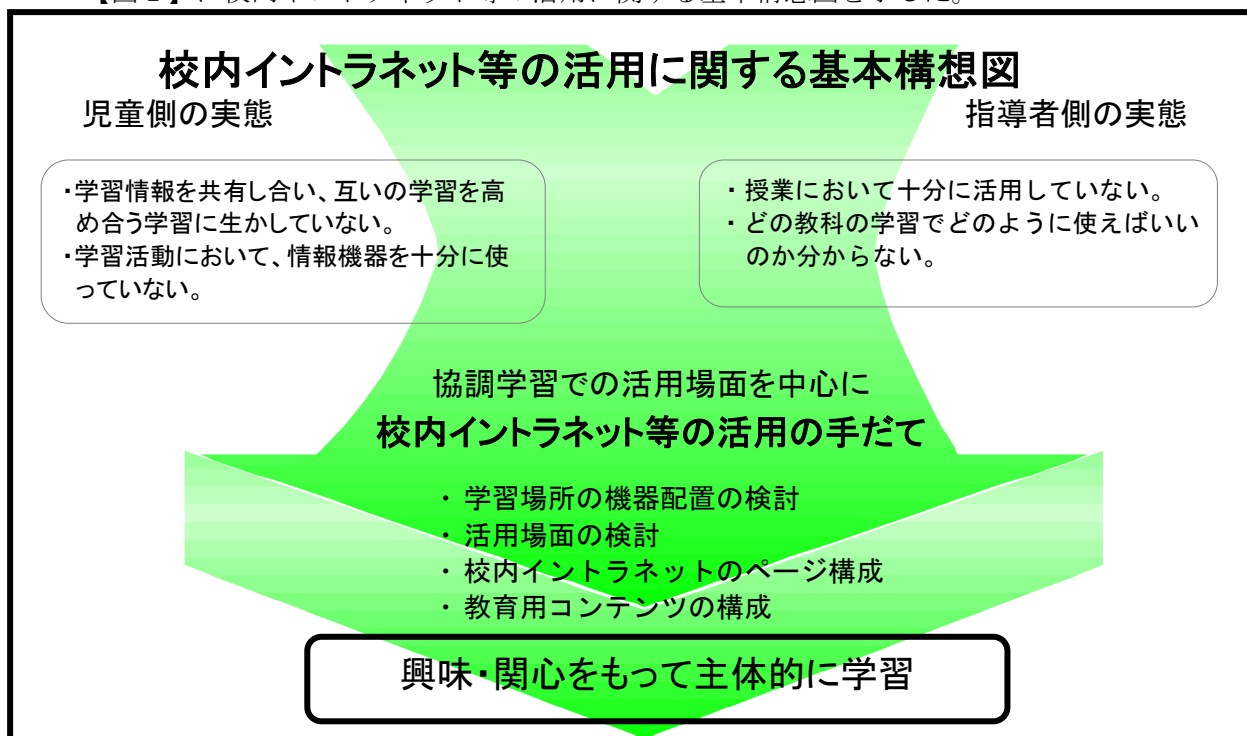 校内イントラネット等の活用に関する基本構想図
児童側の実態
指導者側の実態
・学習情報を共有し合い、互いの学習を高
め合う学習に生かしていない。
・学習活動において、情報機器を十分に使
っていない。
・授業において十分に活用していない。
・どの教科の学習でどのように使えばいい
のか分からない。
協調学習での活用場面を中心に
校内イントラネット等の活用の手だて
・学習場所の機器配置の検討
・活用場面の検討
・校内イントラネットのページ構成
・教育用コンテンツの構成
興味・関心をもって主体的に学習